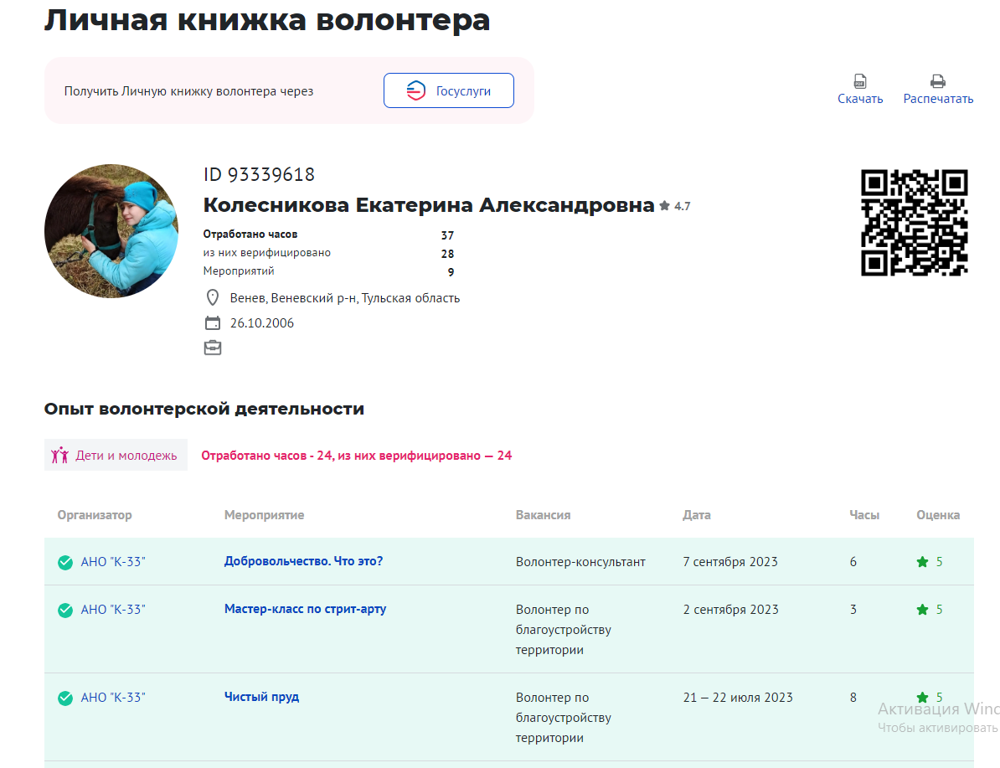 Личная книжка волонтера
Получить Личную книжку волонтера через
Госуслуги
PDF
Скачать
Распечатать
ID 93339618
Колесникова Екатерина Александровна 4.7
Отработано часов 37
из них верифицировано 28
Мероприятий 9
Венев, Веневский р-н, Тульская область
26.10.2006
Опыт волонтерской деятельности
Дети и молодежь Отработано часов - 24, из них верифицировано — 24
Организатор Мероприятие Вакансия Дата Часы Оценка
АНО "К-33" Добровольчество. Что это? Волонтер-консультант 7 сентября 2023 6 5
АНО "К-33" Мастер-класс по стрит-арту Волонтер по 2 сентября 2023 3 5
благоустройству
территории
АНО "К-33" Чистый пруд Волонтер по 21 — 22 июля 2023 8 5
благоустройству
территории
Активация Winc
Чтобы активировать